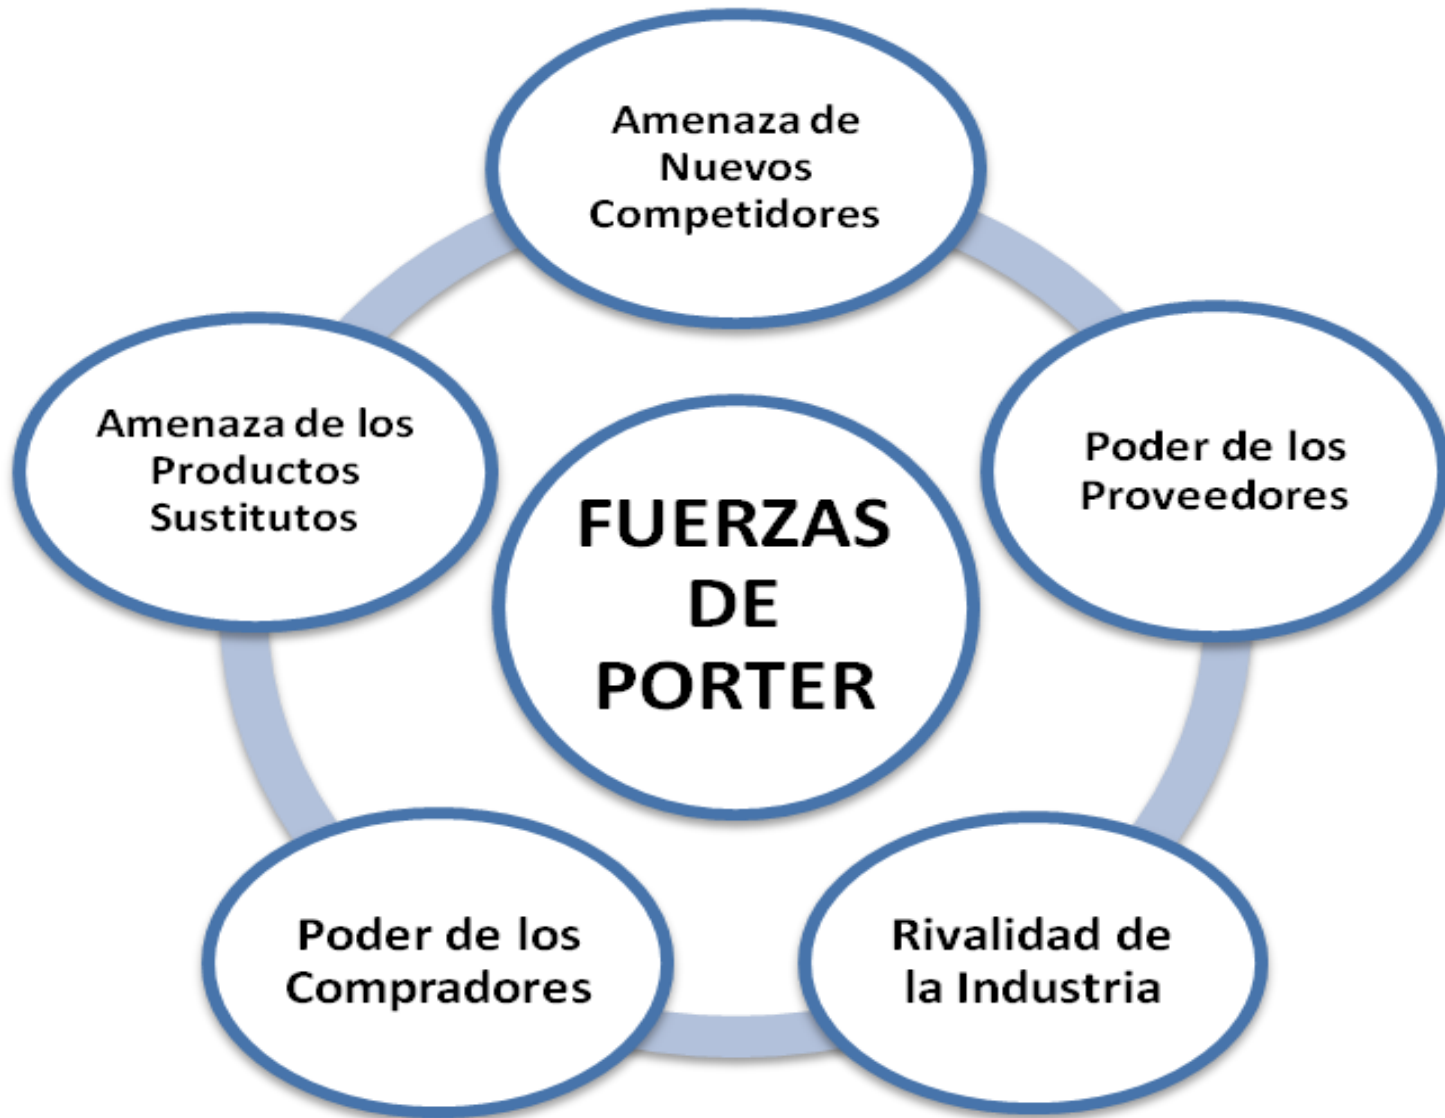 Amenaza de
Nuevos
Competidores
Amenaza de los
Productos
Sustitutos
Poder de los
Proveedores
FUERZAS
DE
PORTER
Poder de los
Compradores
Rivalidad de
la Industria